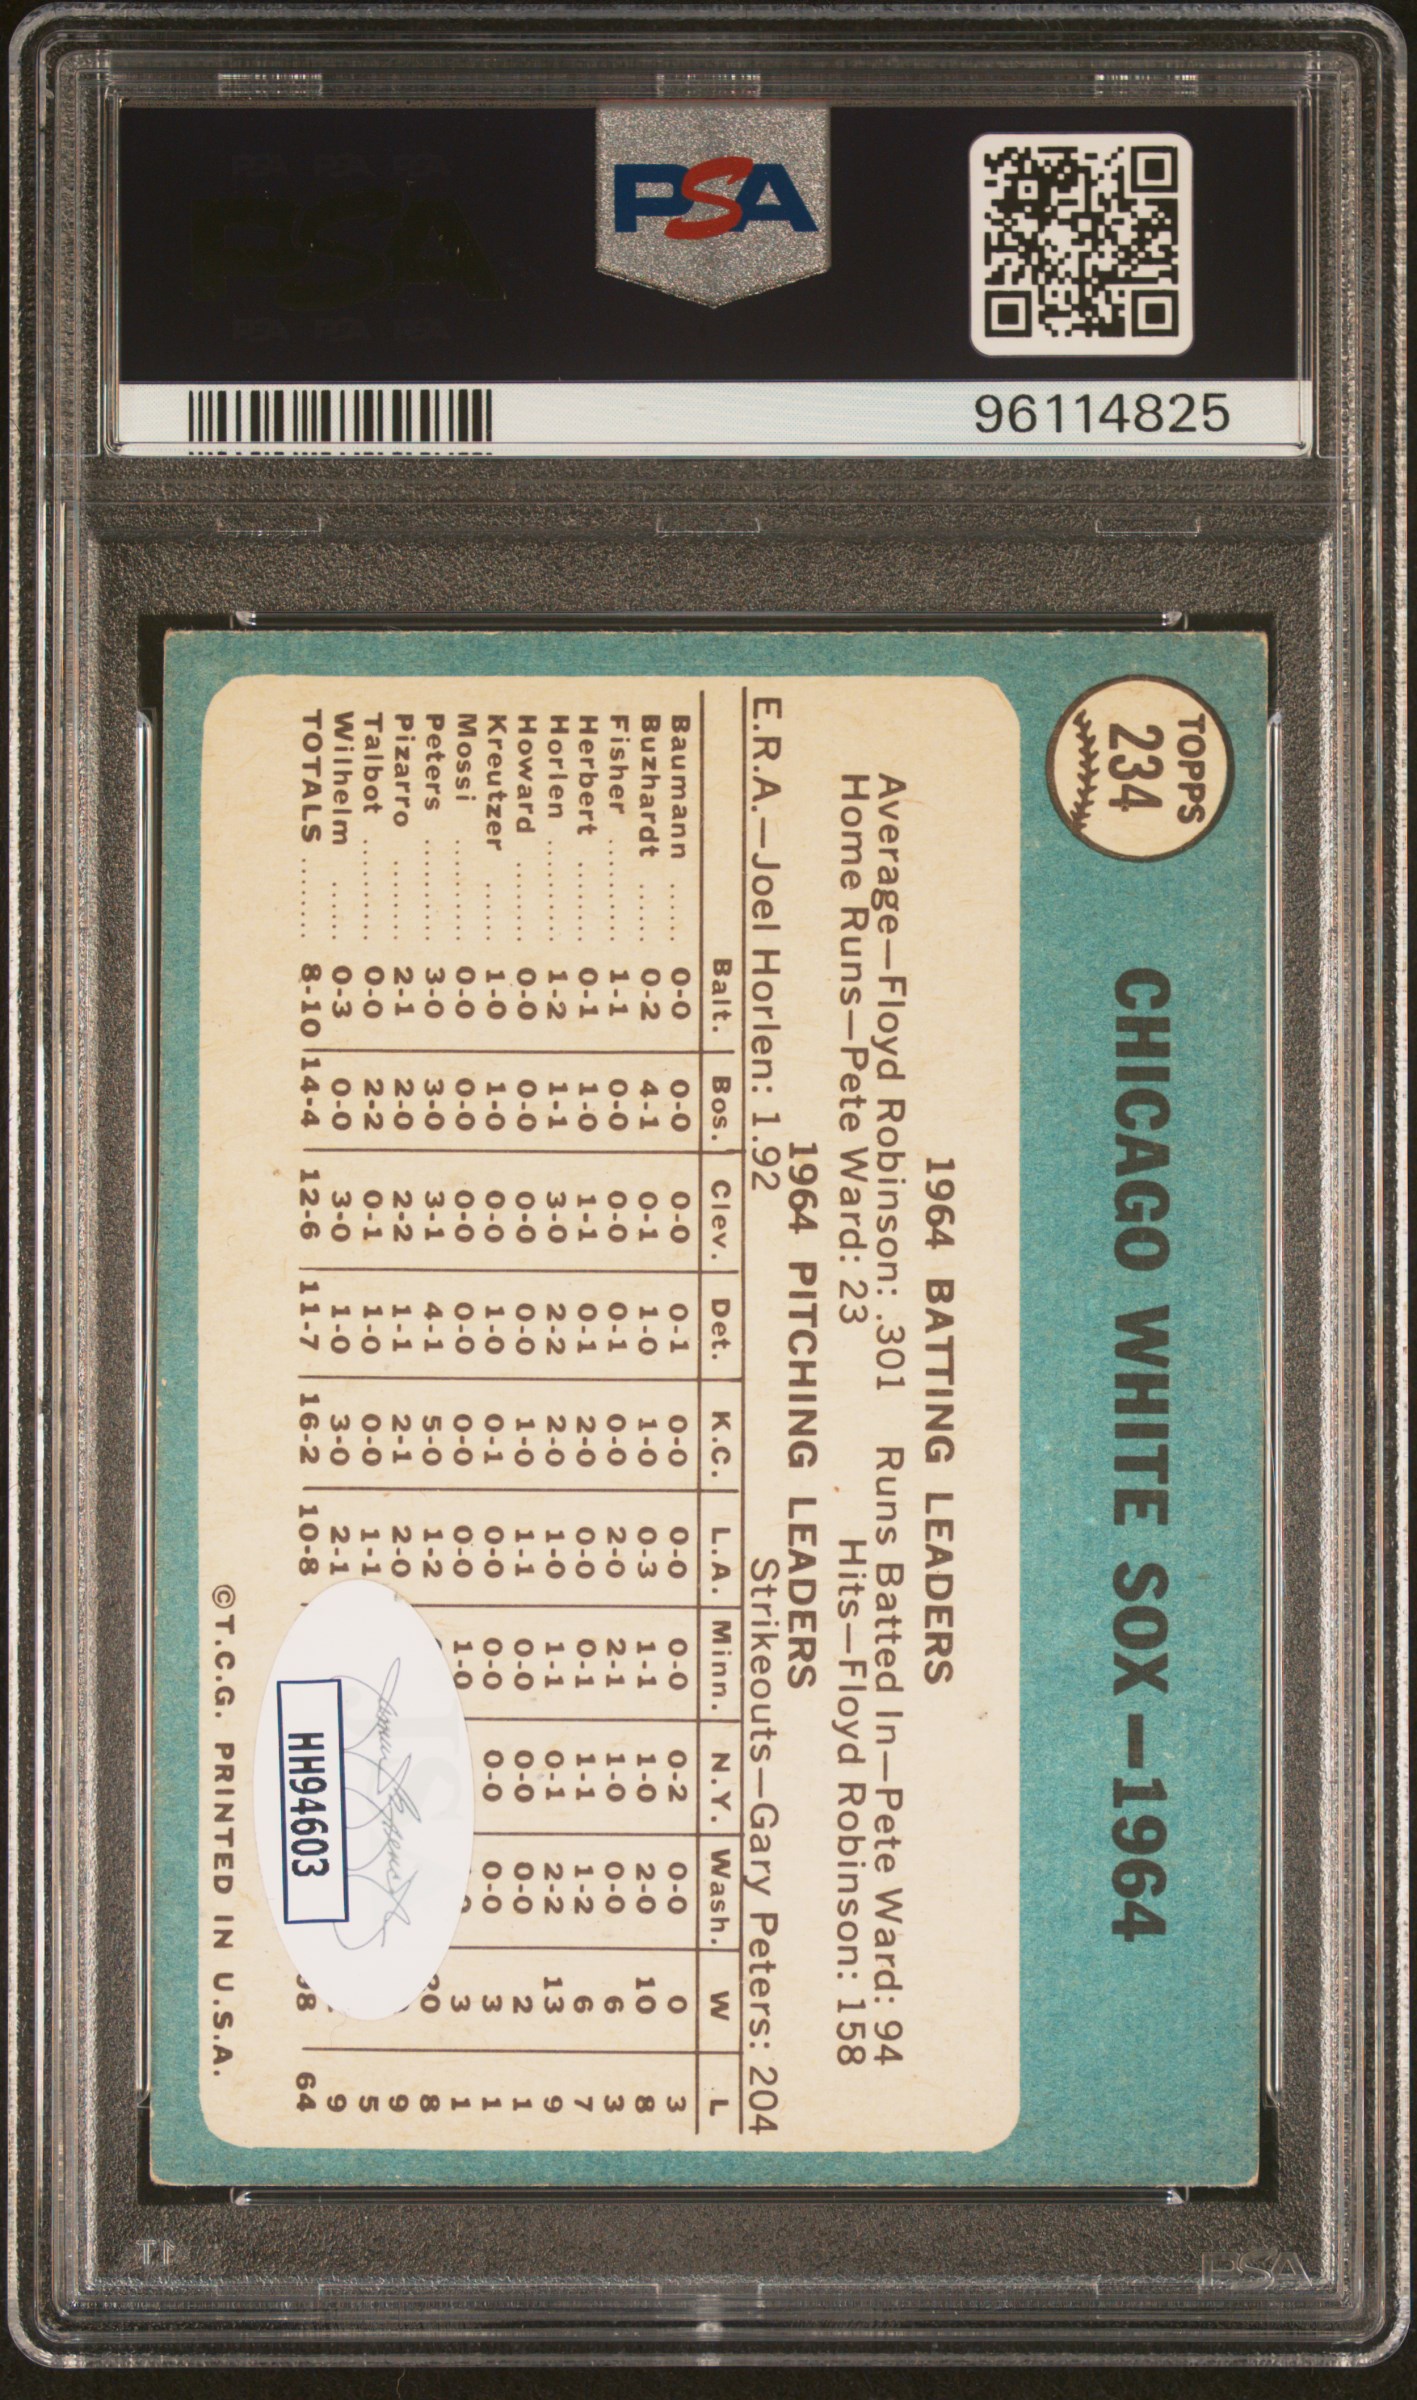 PSA
96114825
TOPPS
234
CHICAGO WHITE SOX—1964
1964 BATTING LEADERS
Average—Floyd Robinson: .301 Runs Batted In—Pete Ward: 94
Home Runs—Pete Ward: 23 Hits—Floyd Robinson: 158
1964 PITCHING LEADERS
E.R.A.—Joel Horlen: 1.92 Strikeouts—Gary Peters: 204
Balt. Bos. Clev. Det. K.C. L.A. Minn. N.Y. Wash. W L
Baumann ...... 0-0 0-0 0-0 0-1 0-0 0-0 0-0 0-2 0-0 0 3
Buzhardt ...... 0-2 4-1 0-1 1-0 1-0 0-3 1-1 1-0 2-0 10 8
Fisher .......... 1-1 0-0 0-0 0-1 0-0 2-0 2-1 1-0 0-0 6 3
Herbert ........ 0-1 1-0 1-1 0-1 2-0 0-0 0-1 1-1 1-2 6 7
Horlen .......... 1-2 1-1 3-0 2-2 2-0 1-0 1-1 0-1 2-2 13 9
Howard ........ 0-0 0-0 0-0 0-0 1-0 1-1 0-0 0-0 0-0 2 1
Kreutzer ...... 1-0 1-0 0-0 1-0 0-1 0-0 0-0 0-0 0-0 3 1
Mossi .......... 0-0 0-0 0-0 0-0 0-0 0-0 1-0 3 1
Peters .......... 3-0 3-0 3-1 4-1 5-0 1-2 20 8
Pizarro ........ 2-1 2-0 2-2 1-1 2-1 2-0 9
Talbot .......... 0-0 2-2 0-1 1-0 0-0 1-1 5
Wilhelm ...... 0-3 0-0 3-0 1-0 3-0 2-1 9
TOTALS ........ 8-10 14-4 12-6 11-7 16-2 10-8 98 64
HH94603
©T.C.G. PRINTED IN U.S.A.
PSA